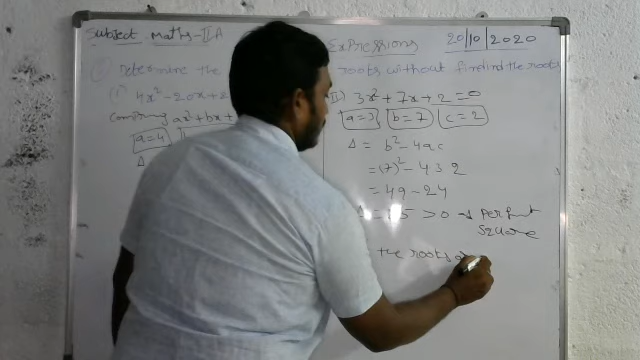 Subject Maths-IIA Expressions 20/10/2020
Determine the roots without finding the roots
(i) 4x² - 20x + 2
Comparing ax² + bx +
a=4
Δ
II) 3x² + 7x + 2 = 0
a=3 b=7 c=2
Δ = b² - 4ac
= (7)² - 4 3 2
= 49 - 24
= 25 > 0 → perfect
square
the roots a